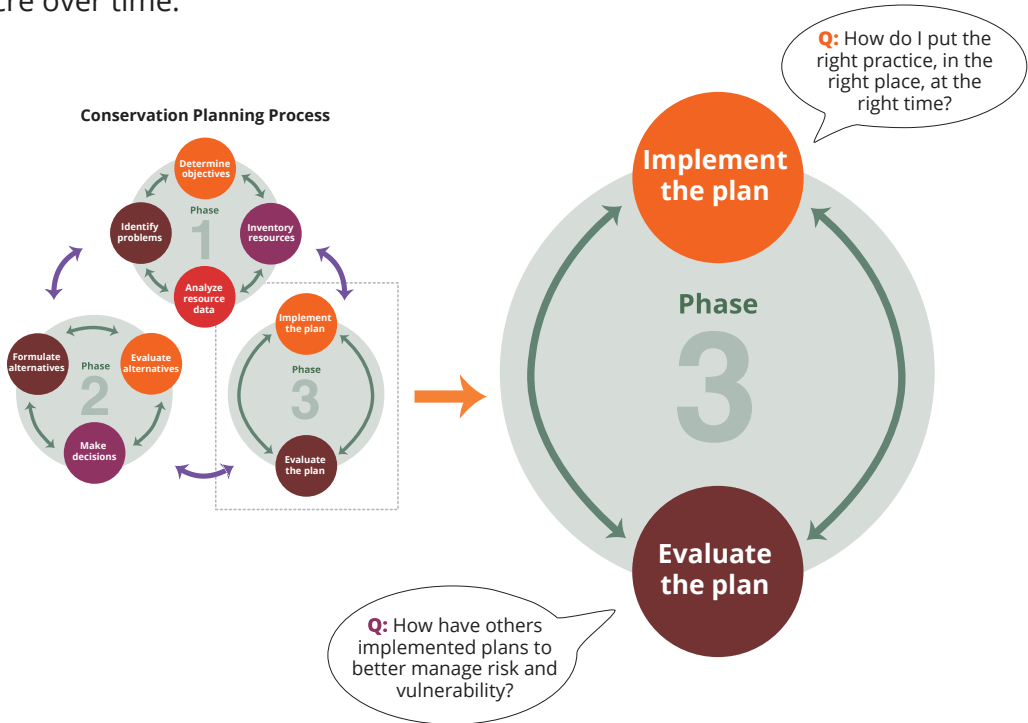 cre over time.
Q: How do I put the
right practice, in the
right place, at the
right time?
Conservation Planning Process
Determine
objectives
Phase
1
Identify
problems
Inventory
resources
Analyze
resource
data
Formulate
alternatives
Phase
2
Evaluate
alternatives
Make
decisions
Implement
the plan
Phase
3
Evaluate
the plan
Implement
the plan
Phase
3
Evaluate
the plan
Q: How have others
implemented plans to
better manage risk and
vulnerability?